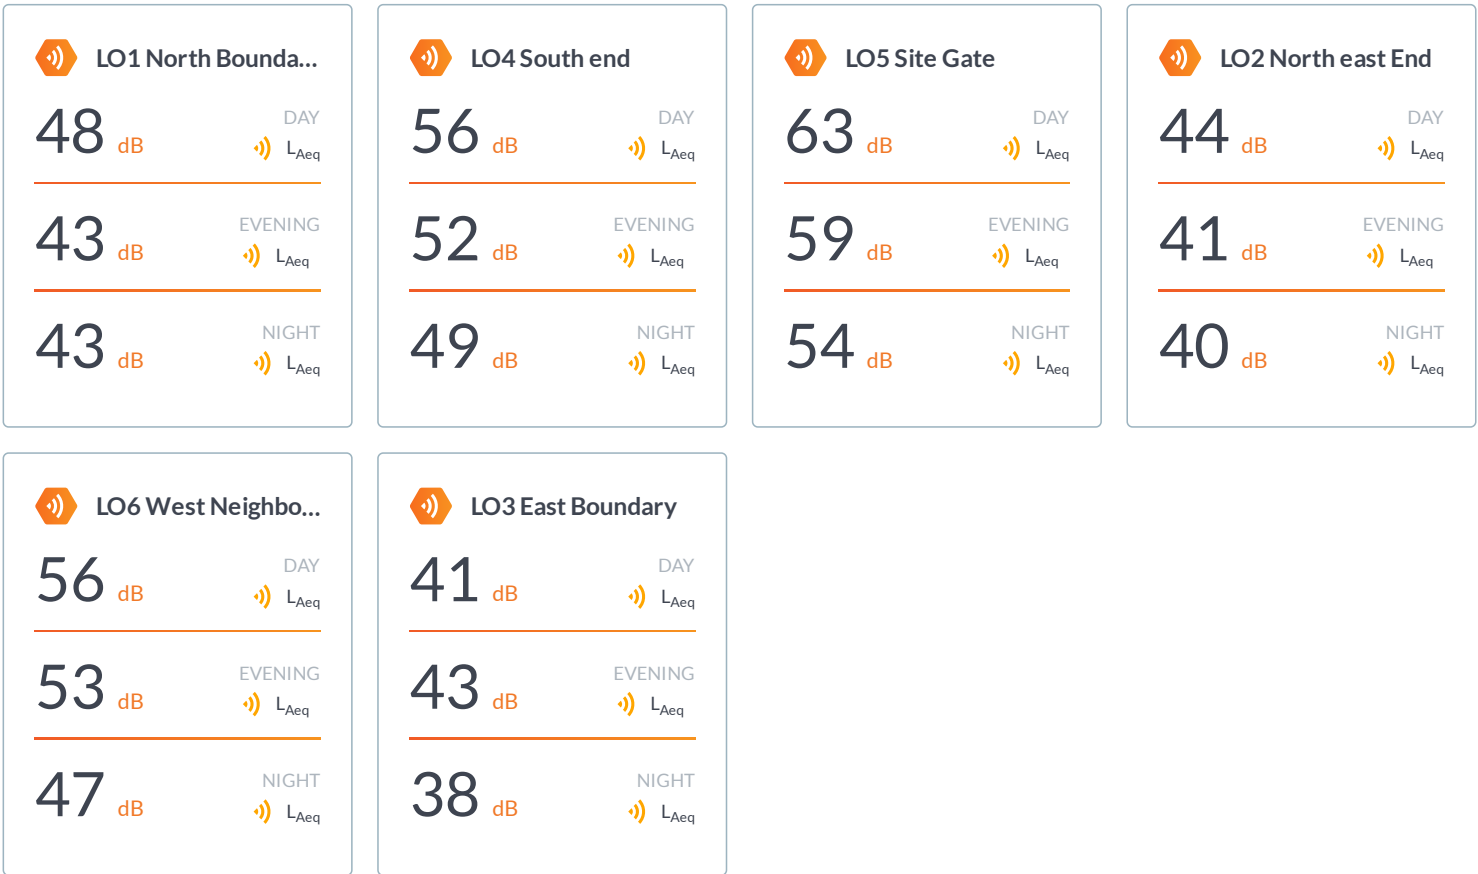 LO1 North Bounda...
48 dB DAY
LAeq
43 dB EVENING
LAeq
43 dB NIGHT
LAeq
LO4 South end
56 dB DAY
LAeq
52 dB EVENING
LAeq
49 dB NIGHT
LAeq
LO5 Site Gate
63 dB DAY
LAeq
59 dB EVENING
LAeq
54 dB NIGHT
LAeq
LO2 North east End
44 dB DAY
LAeq
41 dB EVENING
LAeq
40 dB NIGHT
LAeq
LO6 West Neighbo...
56 dB DAY
LAeq
53 dB EVENING
LAeq
47 dB NIGHT
LAeq
LO3 East Boundary
41 dB DAY
LAeq
43 dB EVENING
LAeq
38 dB NIGHT
LAeq